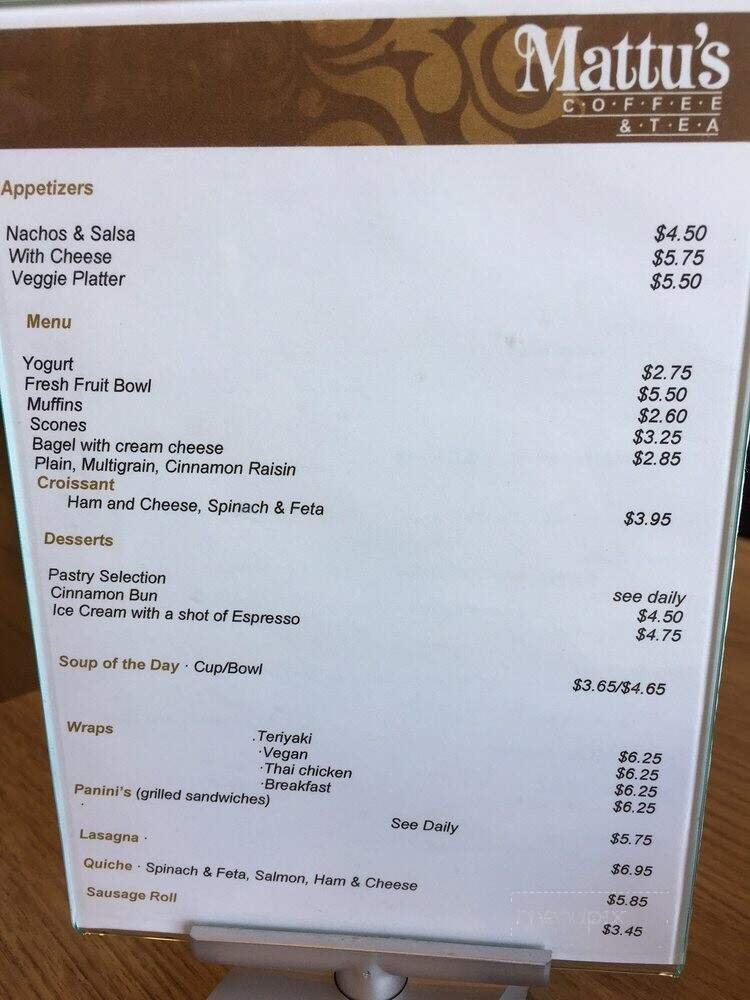 Mattu's
C·O·F·F·E·E
& ·T·E·A
Appetizers
Nachos & Salsa $4.50
With Cheese $5.75
Veggie Platter $5.50
Menu
Yogurt $2.75
Fresh Fruit Bowl $5.50
Muffins $2.60
Scones $3.25
Bagel with cream cheese $2.85
Plain, Multigrain, Cinnamon Raisin
Croissant
Ham and Cheese, Spinach & Feta $3.95
Desserts
Pastry Selection see daily
Cinnamon Bun $4.50
Ice Cream with a shot of Espresso $4.75
Soup of the Day · Cup/Bowl $3.65/$4.65
Wraps .Teriyaki $6.25
·Vegan $6.25
·Thai chicken $6.25
·Breakfast $6.25
Panini's (grilled sandwiches)
· See Daily $5.75
Lasagna · $6.95
Quiche · Spinach & Feta, Salmon, Ham & Cheese $5.85
Sausage Roll $3.45
menupix